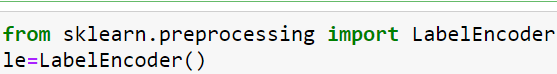 from sklearn.preprocessing import LabelEncoder
le=LabelEncoder()